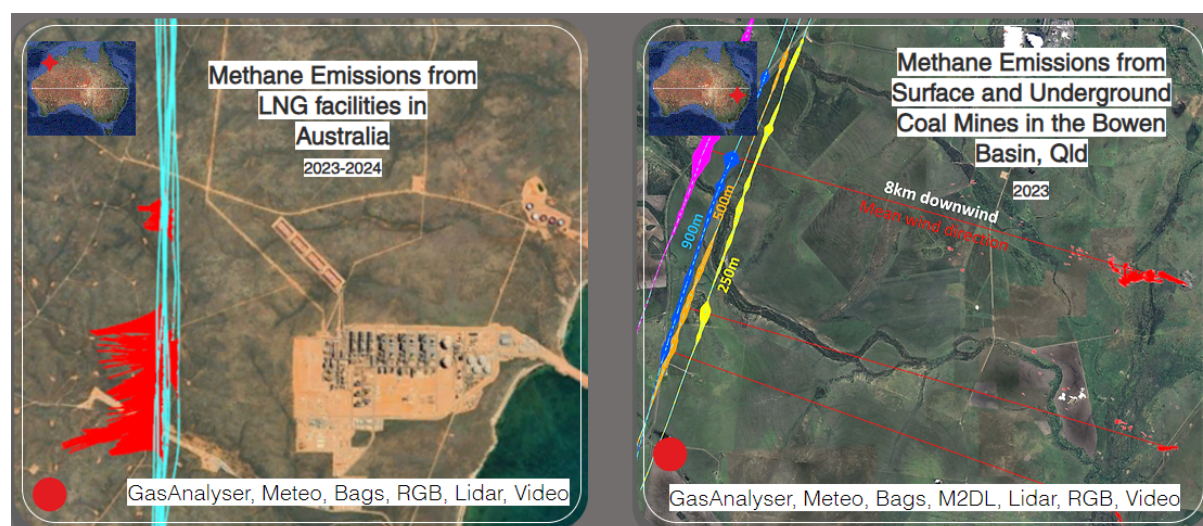 Methane Emissions from
LNG facilities in
Australia
2023-2024
GasAnalyser, Meteo, Bags, RGB, Lidar, Video
Methane Emissions from
Surface and Underground
Coal Mines in the Bowen
Basin, Qld
2023
8km downwind
Mean wind direction
900m
500m
250m
GasAnalyser, Meteo, Bags, M2DL, Lidar, RGB, Video